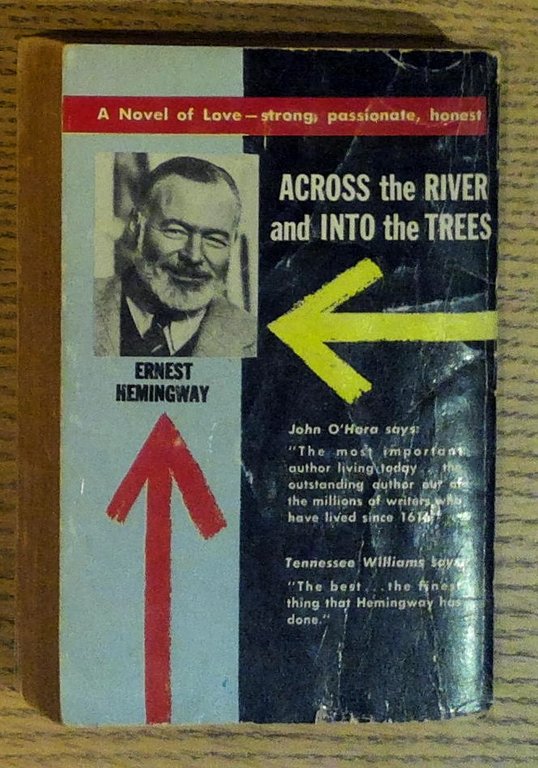 A Novel of Love—strong, passionate, honest
ACROSS the RIVER
and INTO the TREES
ERNEST
HEMINGWAY
John O'Hara says:
"The most important
author living today . . the
outstanding author out of
the millions of writers who
have lived since 1616."
Tennessee Williams says:
"The best . . . the finest
thing that Hemingway has
done."